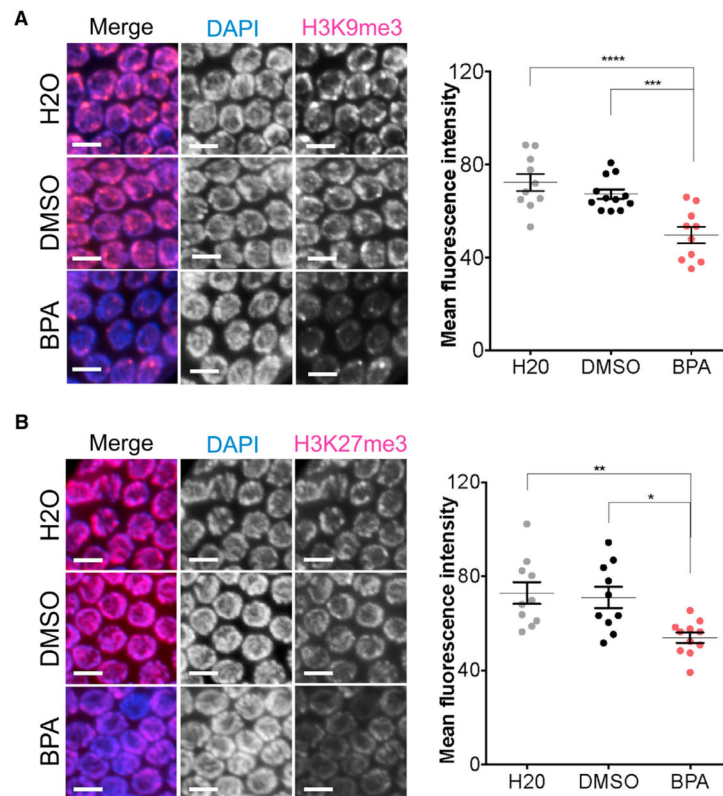 A
Merge DAPI H3K9me3
H2O
DMSO
BPA
Mean fluorescence intensity
120
80
40
0
****
***
H20 DMSO BPA
B
Merge DAPI H3K27me3
H2O
DMSO
BPA
Mean fluorescence intensity
120
80
40
0
**
*
H20 DMSO BPA